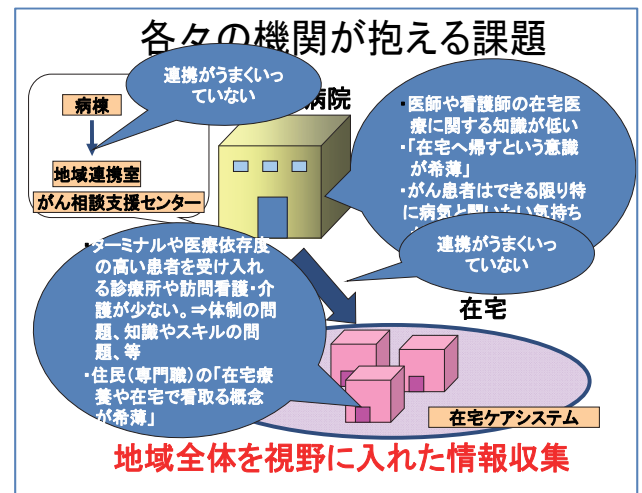 各々の機関が抱える課題
連携がうまくいっ
ていない
病院
病棟
地域連携室
がん相談支援センター
・医師や看護師の在宅医
療に関する知識が低い
・「在宅へ帰すという意識
が希薄」
・がん患者はできる限り特
に病気と闘いたい気持ち
連携がうまくいっ
ていない
・ターミナルや医療依存度
の高い患者を受け入れ
る診療所や訪問看護・介
護が少ない。⇒体制の問
題、知識やスキルの問
題、等
・住民(専門職)の「在宅療
養や在宅で看取る概念
が希薄」
在宅
在宅ケアシステム
地域全体を視野に入れた情報収集